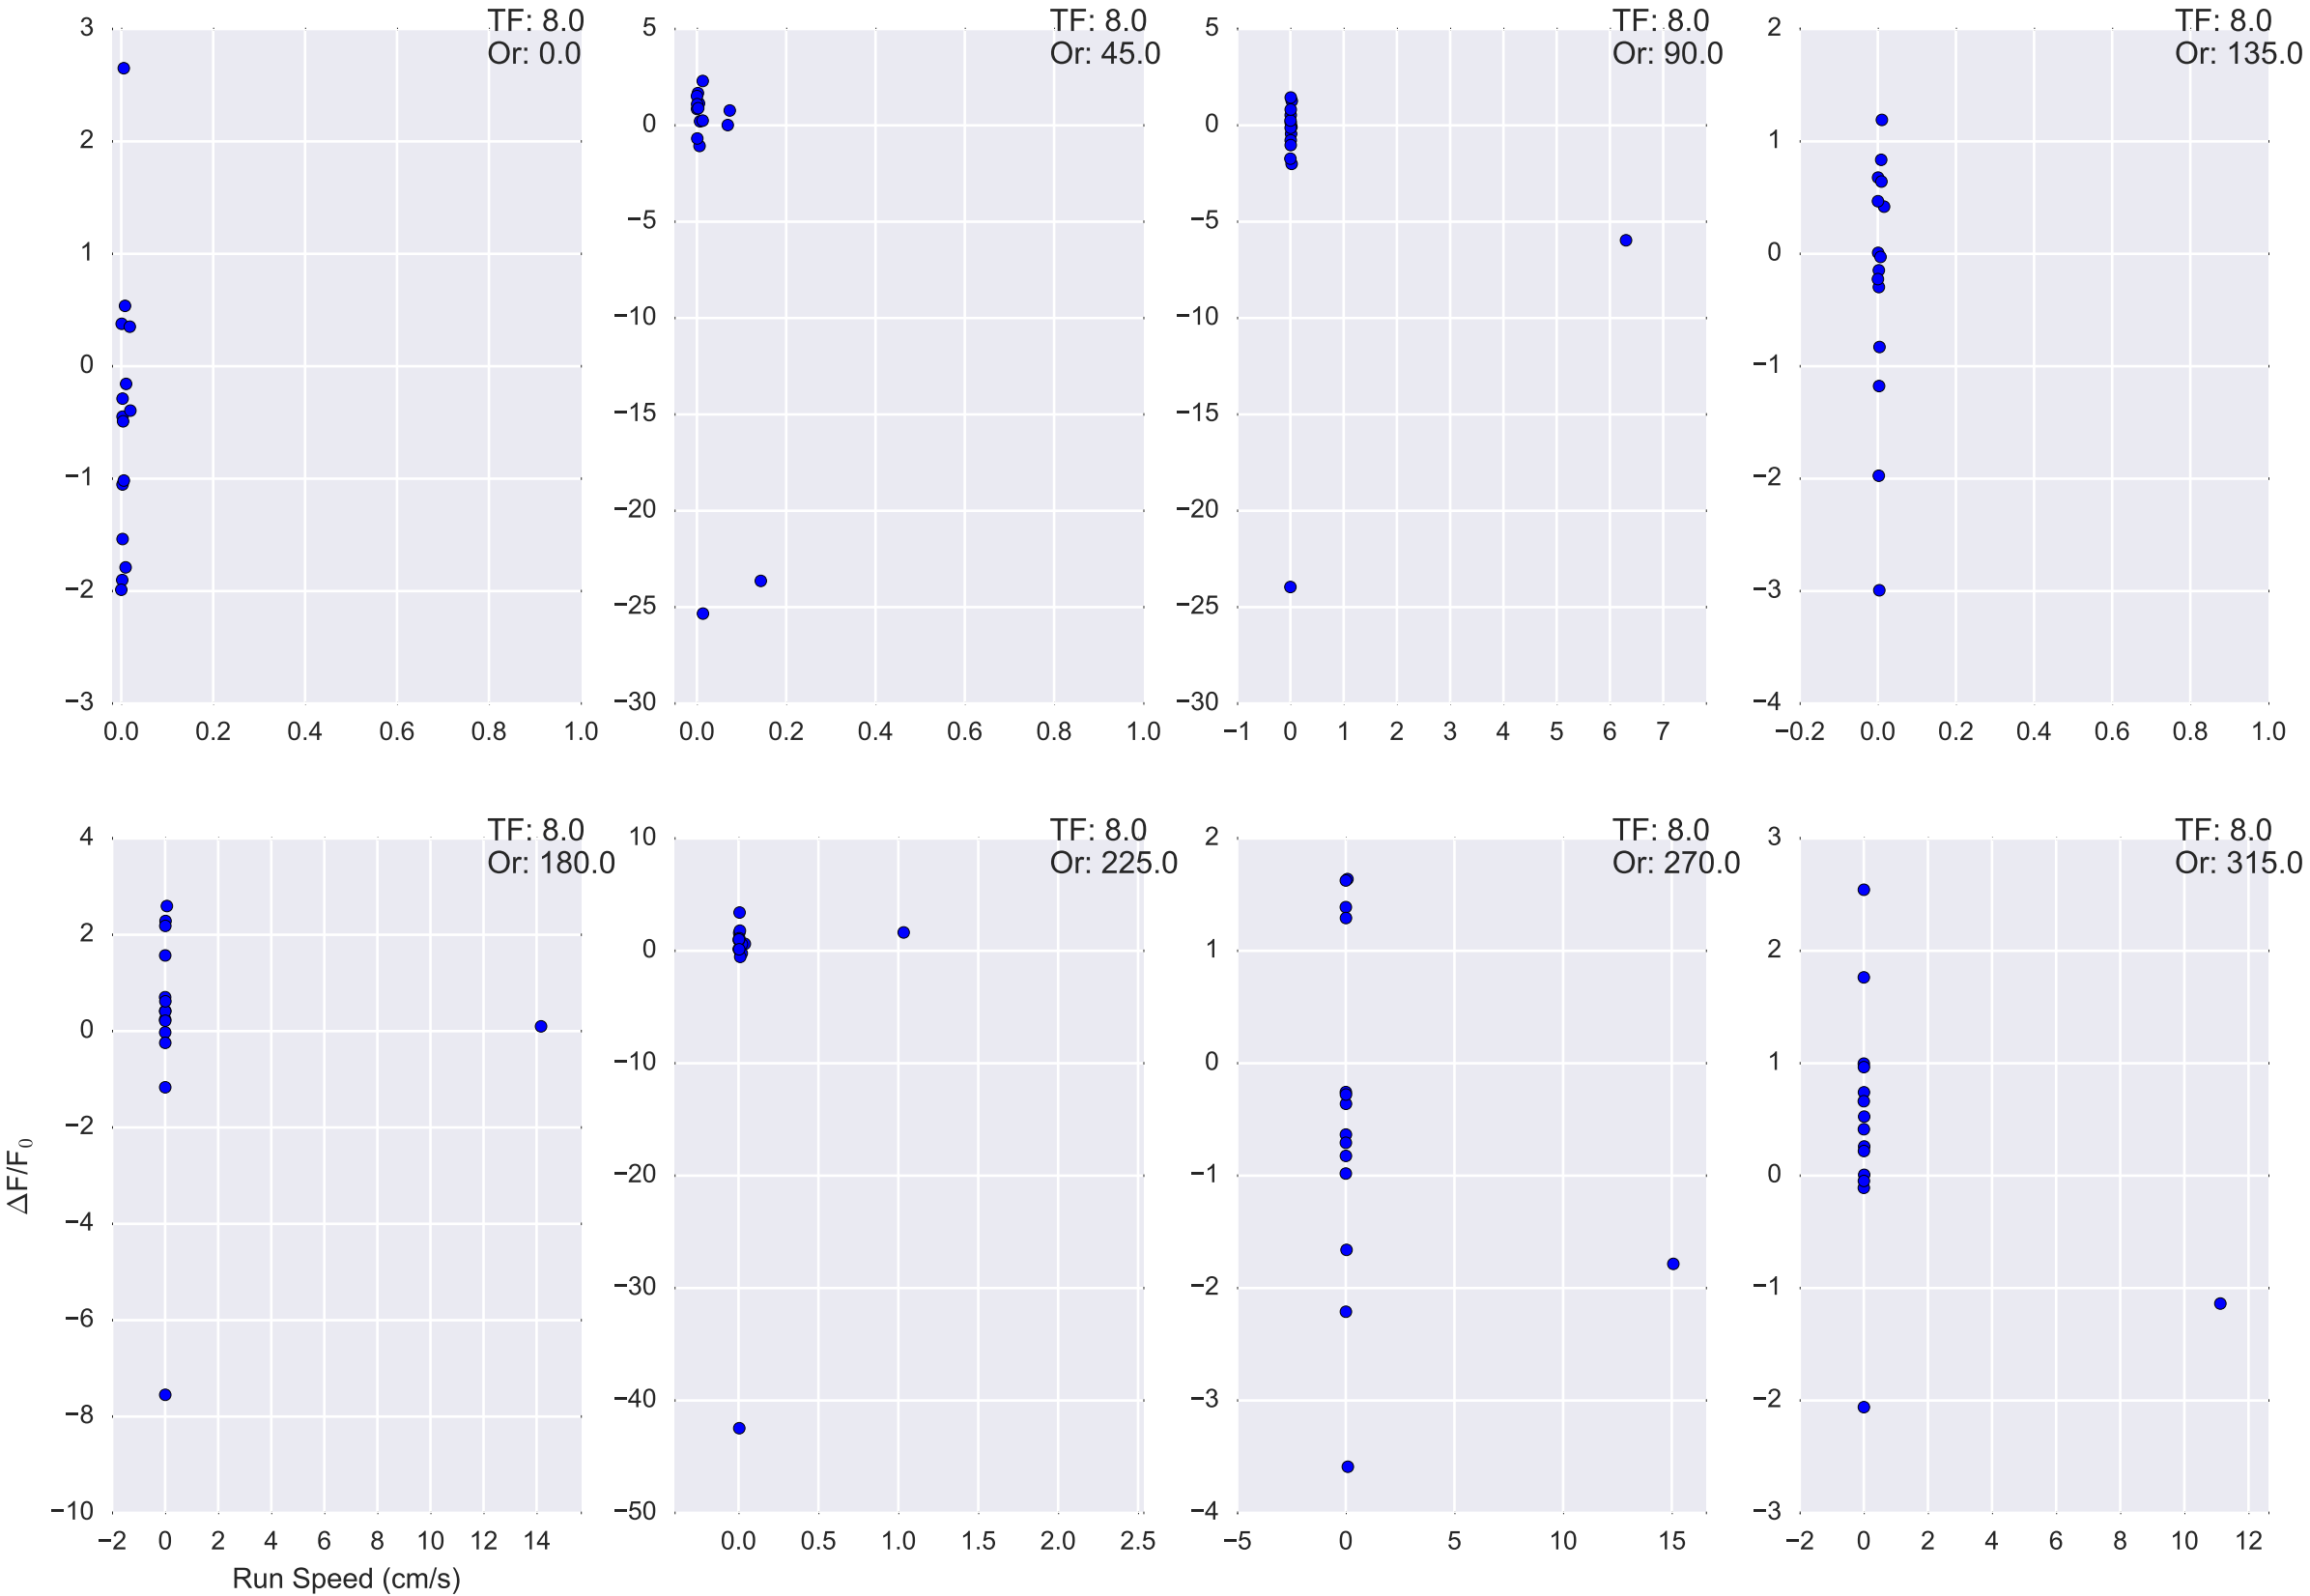 TF: 8.0
Or: 0.0
3
2
1
0
−1
−2
−3
0.0 0.2 0.4 0.6 0.8 1.0
TF: 8.0
Or: 45.0
5
0
−5
−10
−15
−20
−25
−30
0.0 0.2 0.4 0.6 0.8 1.0
TF: 8.0
Or: 90.0
5
0
−5
−10
−15
−20
−25
−30
−1 0 1 2 3 4 5 6 7
TF: 8.0
Or: 135.0
2
1
0
−1
−2
−3
−4
−0.2 0.0 0.2 0.4 0.6 0.8 1.0
TF: 8.0
Or: 180.0
4
2
0
−2
−4
−6
−8
−10
−2 0 2 4 6 8 10 12 14
Run Speed (cm/s)
ΔF/F₀
TF: 8.0
Or: 225.0
10
0
−10
−20
−30
−40
−50
0.0 0.5 1.0 1.5 2.0 2.5
TF: 8.0
Or: 270.0
2
1
0
−1
−2
−3
−4
−5 0 5 10 15
TF: 8.0
Or: 315.0
3
2
1
0
−1
−2
−3
−2 0 2 4 6 8 10 12